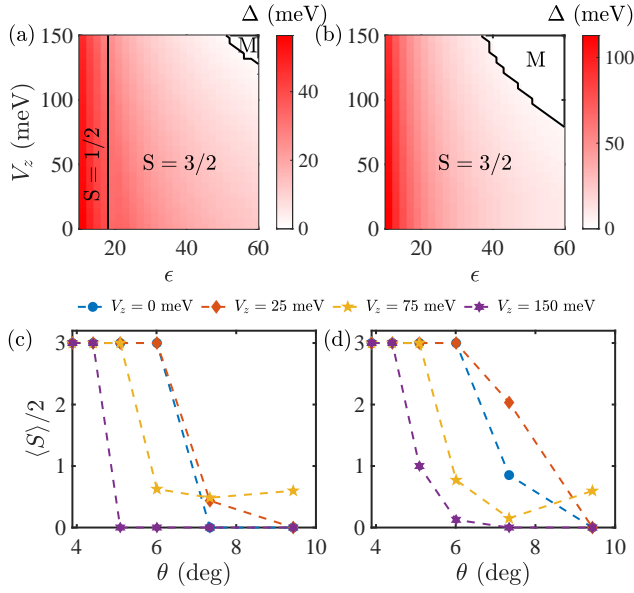 Δ (meV)
Δ (meV)
(a)
(b)
150
100
50
0
V_z (meV)
S = 1/2
S = 3/2
M
20
40
60
ϵ
40
20
0
150
100
50
0
S = 3/2
M
20
40
60
ϵ
100
50
0
V_z = 0 meV
V_z = 25 meV
V_z = 75 meV
V_z = 150 meV
(c)
(d)
3
2
1
0
⟨S⟩/2
4
6
8
10
θ (deg)
3
2
1
0
4
6
8
10
θ (deg)